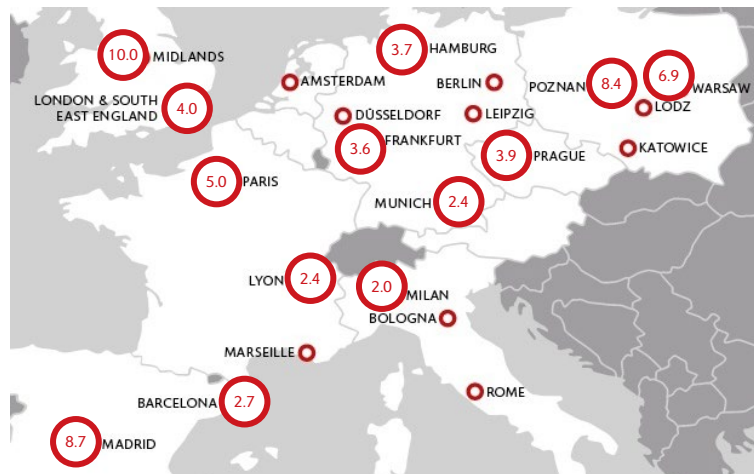 3.7
HAMBURG
10.0
MIDLANDS
AMSTERDAM
BERLIN
POZNAN
8.4
6.9
WARSAW
LONDON & SOUTH
EAST ENGLAND
4.0
LODZ
DÜSSELDORF
LEIPZIG
3.6
FRANKFURT
3.9
PRAGUE
KATOWICE
5.0
PARIS
MUNICH
2.4
LYON
2.4
2.0
MILAN
BOLOGNA
MARSEILLE
ROME
BARCELONA
2.7
8.7
MADRID